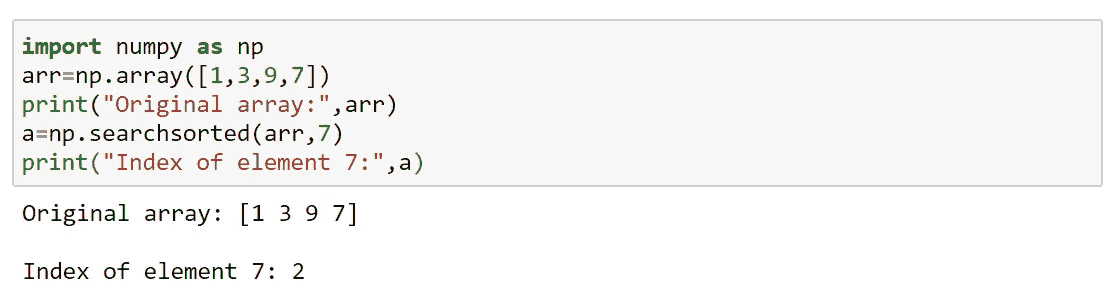 import numpy as np
arr=np.array([1,3,9,7])
print("Original array:",arr)
a=np.searchsorted(arr,7)
print("Index of element 7:",a)
Original array: [1 3 9 7]
Index of element 7: 2